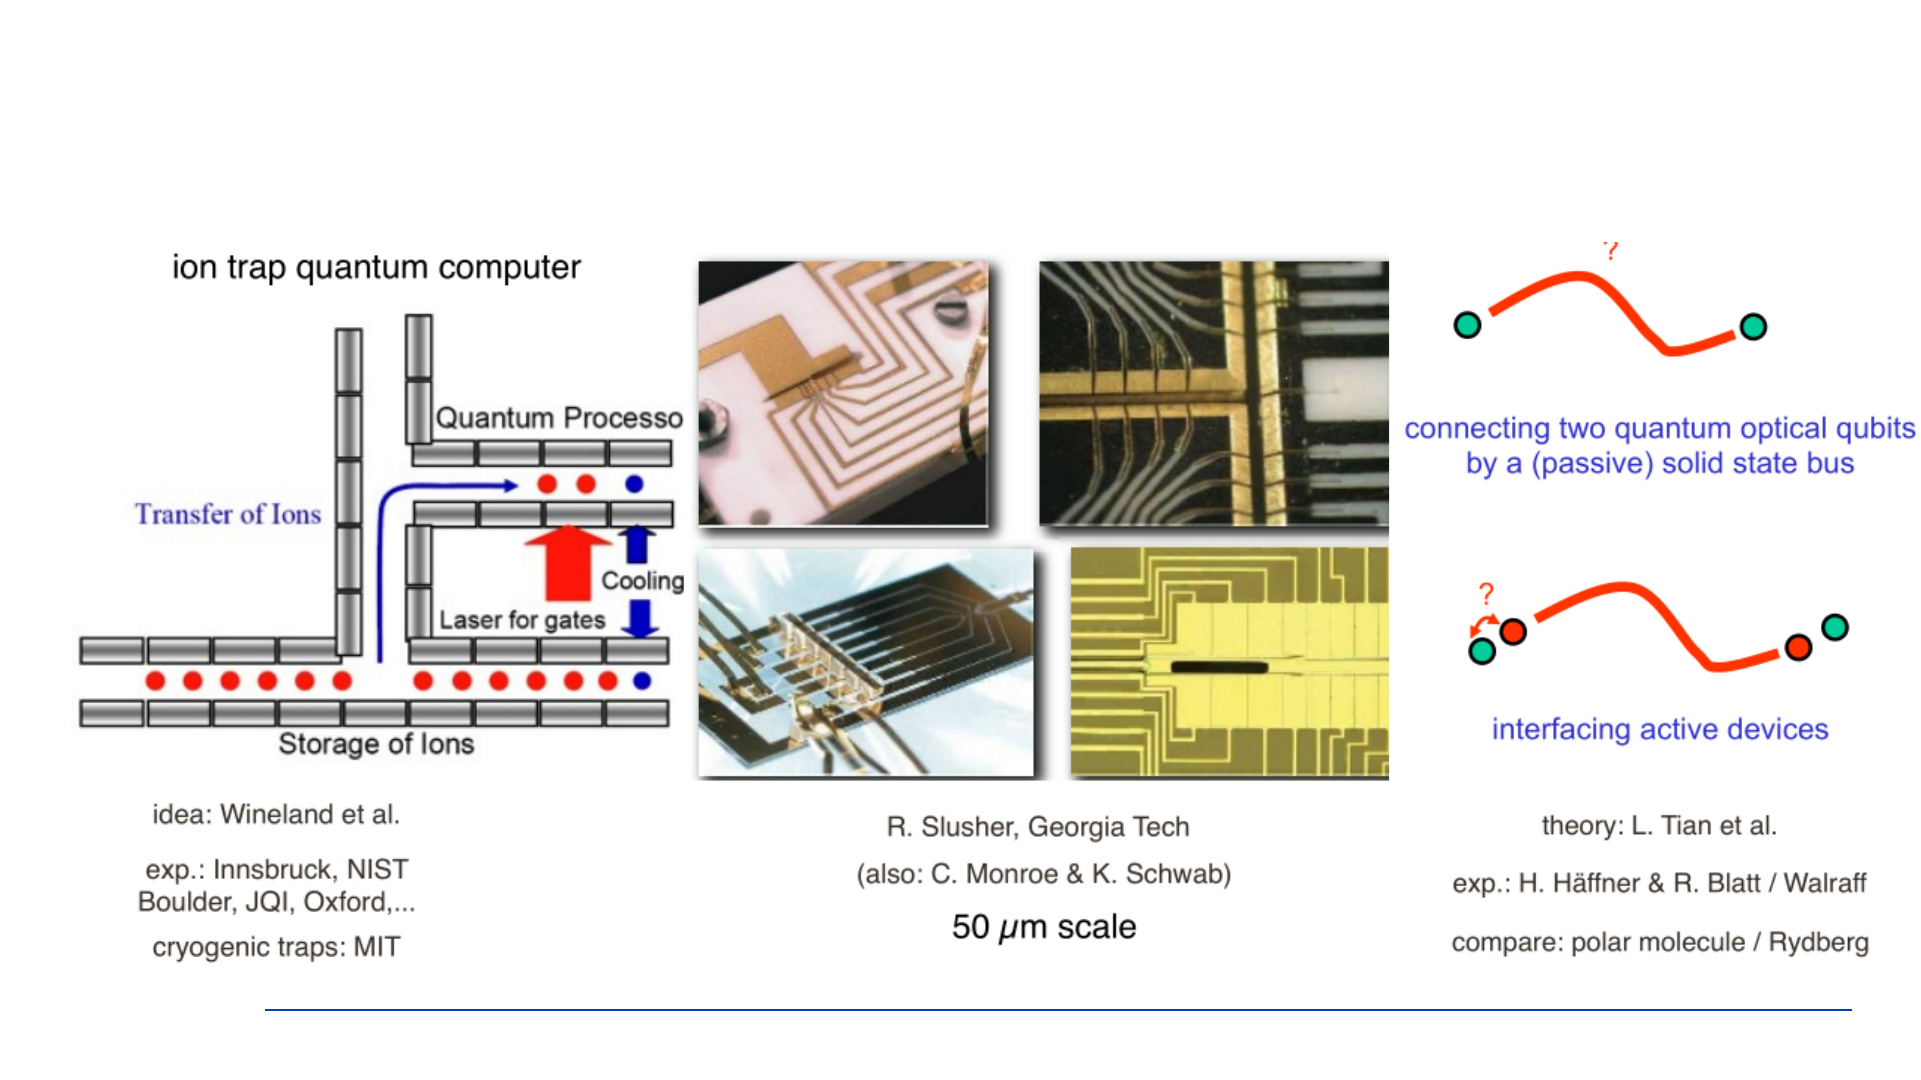 ion trap quantum computer
Quantum Processo
Transfer of Ions
Cooling
Laser for gates
Storage of Ions
idea: Wineland et al.
exp.: Innsbruck, NIST
Boulder, JQI, Oxford,...
cryogenic traps: MIT
R. Slusher, Georgia Tech
(also: C. Monroe & K. Schwab)
50 µm scale
?
connecting two quantum optical qubits
by a (passive) solid state bus
?
interfacing active devices
theory: L. Tian et al.
exp.: H. Häffner & R. Blatt / Walraff
compare: polar molecule / Rydberg